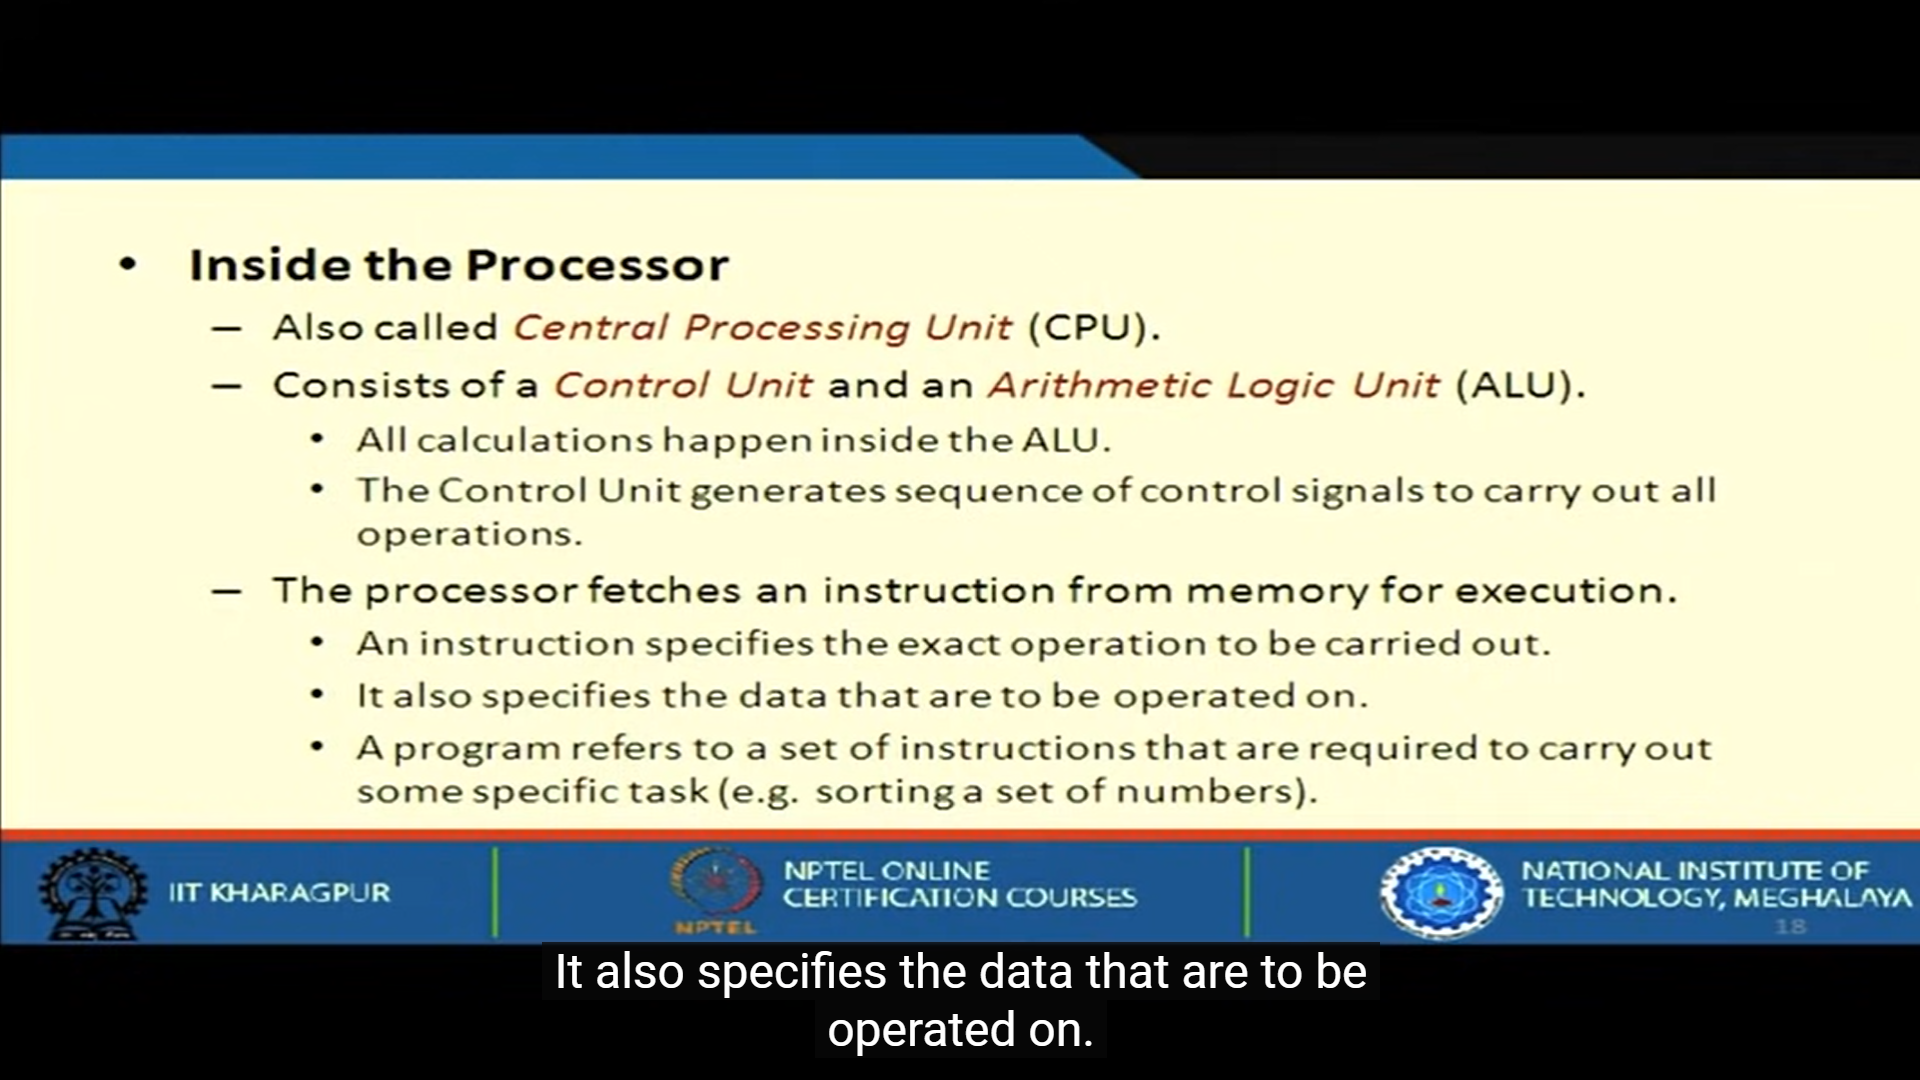 • Inside the Processor
– Also called Central Processing Unit (CPU).
– Consists of a Control Unit and an Arithmetic Logic Unit (ALU).
• All calculations happen inside the ALU.
• The Control Unit generates sequence of control signals to carry out all
operations.
– The processor fetches an instruction from memory for execution.
• An instruction specifies the exact operation to be carried out.
• It also specifies the data that are to be operated on.
• A program refers to a set of instructions that are required to carry out
some specific task (e.g. sorting a set of numbers).
IIT KHARAGPUR
NPTEL
NPTEL ONLINE
CERTIFICATION COURSES
NATIONAL INSTITUTE OF
TECHNOLOGY, MEGHALAYA
18
It also specifies the data that are to be
operated on.